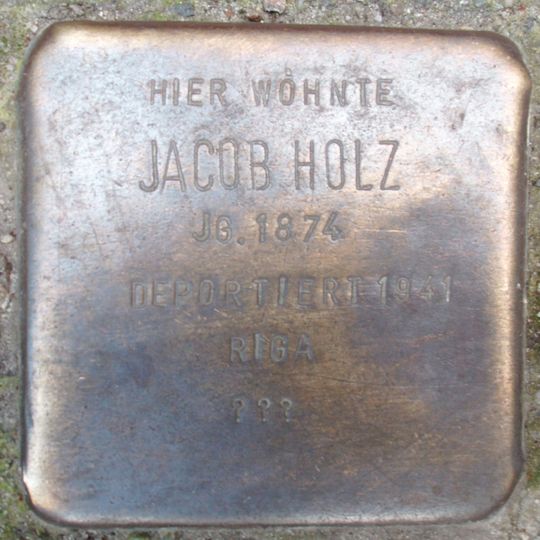 HIER WOHNTE
JACOB HOLZ
JG. 1874
DEPORTIERT 1941
RIGA
???